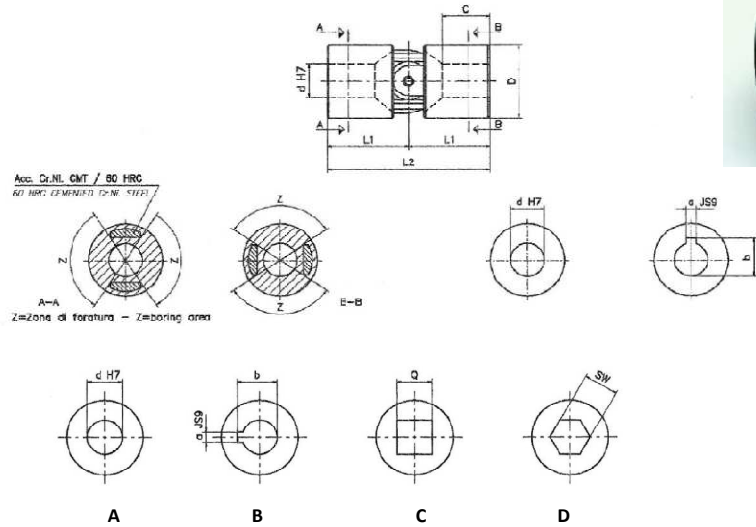 C
A B
d H7 D
A B
L1 L1
L2
Acc. Cr.Ni. CMT / 60 HRC
60 HRC CEMENTED Cr.Ni. STEEL
Z Z
A-A
Z
Z
B-B
Z=Zona di foratura - Z=boring area
d H7
a JS9
b
d H7
b
a JS9
Q
SW
A B C D